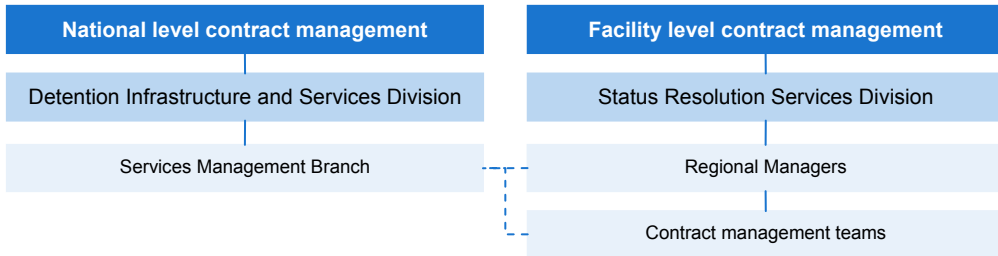 National level contract management
Detention Infrastructure and Services Division
Services Management Branch
Facility level contract management
Status Resolution Services Division
Regional Managers
Contract management teams